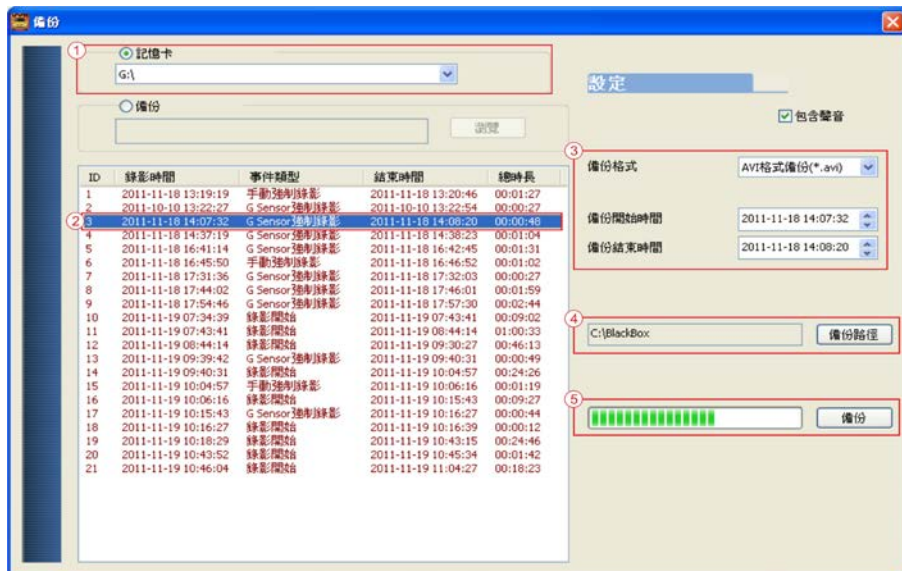 備份
① 記憶卡
G:\
備份
瀏覽
設定
包含聲音
ID 錄影時間 事件類型 結束時間 總時長
1 2011-11-18 13:19:19 手動強制錄影 2011-11-18 13:20:46 00:01:27
2 2011-10-10 13:22:27 G Sensor強制錄影 2011-10-10 13:22:54 00:00:27
② 3 2011-11-18 14:07:32 G Sensor強制錄影 2011-11-18 14:08:20 00:00:48
4 2011-11-18 14:37:19 G Sensor強制錄影 2011-11-18 14:38:23 00:01:04
5 2011-11-18 16:41:14 G Sensor強制錄影 2011-11-18 16:42:45 00:01:31
6 2011-11-18 16:45:50 手動強制錄影 2011-11-18 16:46:52 00:01:02
7 2011-11-18 17:31:36 G Sensor強制錄影 2011-11-18 17:32:03 00:00:27
8 2011-11-18 17:44:02 G Sensor強制錄影 2011-11-18 17:46:01 00:01:59
9 2011-11-18 17:54:46 G Sensor強制錄影 2011-11-18 17:57:30 00:02:44
10 2011-11-19 07:34:39 錄影開始 2011-11-19 07:43:41 00:09:02
11 2011-11-19 07:43:41 錄影開始 2011-11-19 08:44:14 01:00:33
12 2011-11-19 08:44:14 錄影開始 2011-11-19 09:30:27 00:46:13
13 2011-11-19 09:39:42 G Sensor強制錄影 2011-11-19 09:40:31 00:00:49
14 2011-11-19 09:40:31 錄影開始 2011-11-19 10:04:57 00:24:26
15 2011-11-19 10:04:57 手動強制錄影 2011-11-19 10:06:16 00:01:19
16 2011-11-19 10:06:16 錄影開始 2011-11-19 10:15:43 00:09:27
17 2011-11-19 10:15:43 G Sensor強制錄影 2011-11-19 10:16:27 00:00:44
18 2011-11-19 10:16:27 錄影開始 2011-11-19 10:16:39 00:00:12
19 2011-11-19 10:18:29 錄影開始 2011-11-19 10:43:15 00:24:46
20 2011-11-19 10:43:52 錄影開始 2011-11-19 10:45:34 00:01:42
21 2011-11-19 10:46:04 錄影開始 2011-11-19 11:04:27 00:18:23
③ 備份格式 AVI格式備份(*.avi)
備份開始時間 2011-11-18 14:07:32
備份結束時間 2011-11-18 14:08:20
④ C:\BlackBox 備份路徑
⑤ 備份